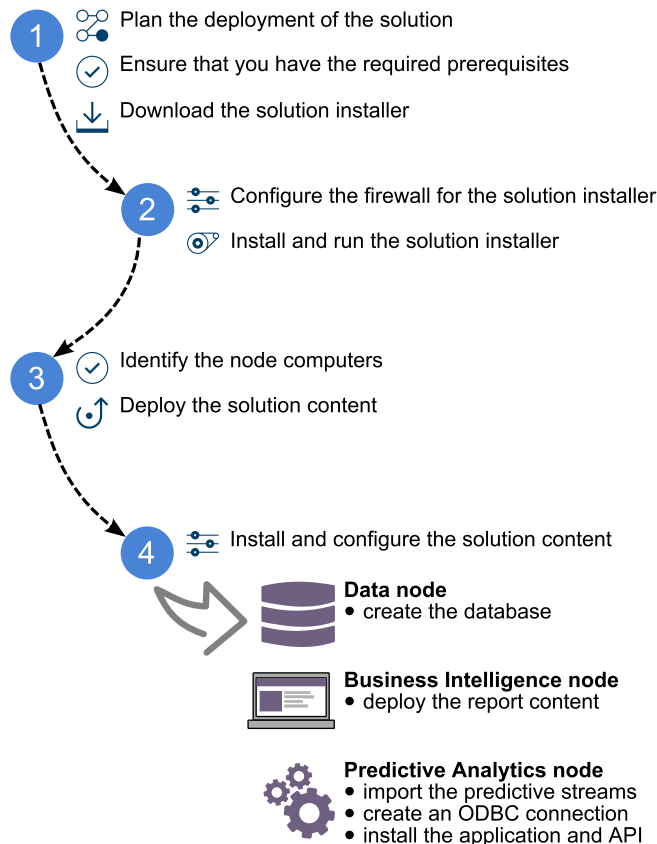 1
Plan the deployment of the solution
Ensure that you have the required prerequisites
Download the solution installer
2
Configure the firewall for the solution installer
Install and run the solution installer
3
Identify the node computers
Deploy the solution content
4
Install and configure the solution content
Data node
• create the database
Business Intelligence node
• deploy the report content
Predictive Analytics node
• import the predictive streams
• create an ODBC connection
• install the application and API